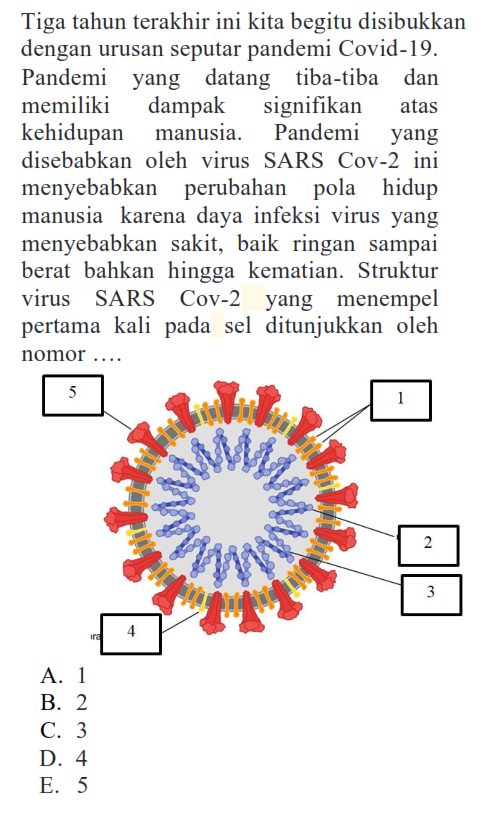 Tiga tahun terakhir ini kita begitu disibukkan
dengan urusan seputar pandemi Covid-19.
Pandemi yang datang tiba-tiba dan
memiliki dampak signifikan atas
kehidupan manusia. Pandemi yang
disebabkan oleh virus SARS Cov-2 ini
menyebabkan perubahan pola hidup
manusia karena daya infeksi virus yang
menyebabkan sakit, baik ringan sampai
berat bahkan hingga kematian. Struktur
virus SARS Cov-2 yang menempel
pertama kali pada sel ditunjukkan oleh
nomor ....
5
1
2
3
4
A. 1
B. 2
C. 3
D. 4
E. 5